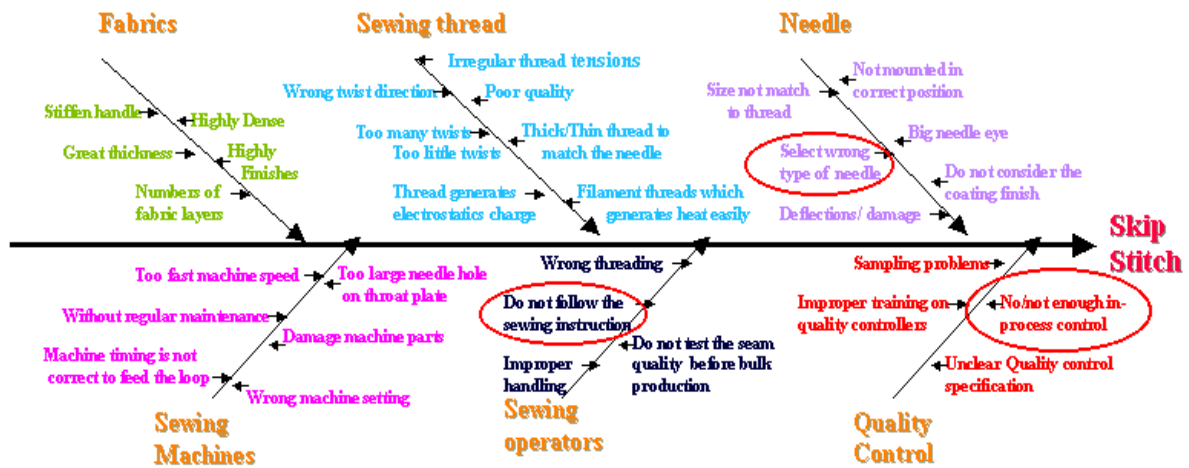 Fabrics
Sewing thread
Needle
Stiffen handle
Highly Dense
Great thickness
Highly
Finishes
Numbers of
fabric layers
Irregular thread tensions
Wrong twist direction
Poor quality
Too many twists
Too little twists
Thick/Thin thread to
match the needle
Thread generates
electrostatics charge
Filament threads which
generates heat easily
Not mounted in
correct position
Size not match
to thread
Big needle eye
Select wrong
type of needle
Do not consider the
coating finish
Deflections/ damage
Skip
Stitch
Too fast machine speed
Too large needle hole
on throat plate
Without regular maintenance
Damage machine parts
Machine timing is not
correct to feed the loop
Wrong machine setting
Sewing
Machines
Wrong threading
Do not follow the
sewing instruction
Do not test the seam
quality before bulk
production
Improper
handling
Sewing
operators
Sampling problems
Improper training on
quality controllers
No/not enough in-
process control
Unclear Quality control
specification
Quality
Control